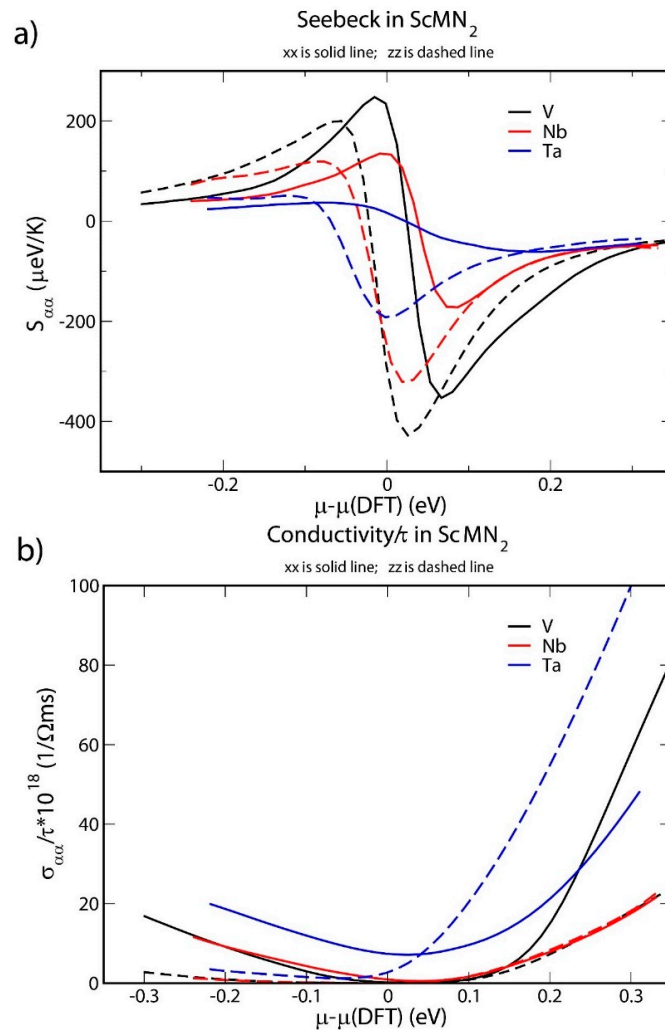 a)
Seebeck in ScMN₂
xx is solid line; zz is dashed line
200
0
-200
-400
S_αα (μeV/K)
V
Nb
Ta
-0.2
0
0.2
μ-μ(DFT) (eV)
b)
Conductivity/τ in ScMN₂
xx is solid line; zz is dashed line
100
80
60
40
20
0
σ_αα/τ*10^18 (1/Ωms)
V
Nb
Ta
-0.3
-0.2
-0.1
0
0.1
0.2
0.3
μ-μ(DFT) (eV)